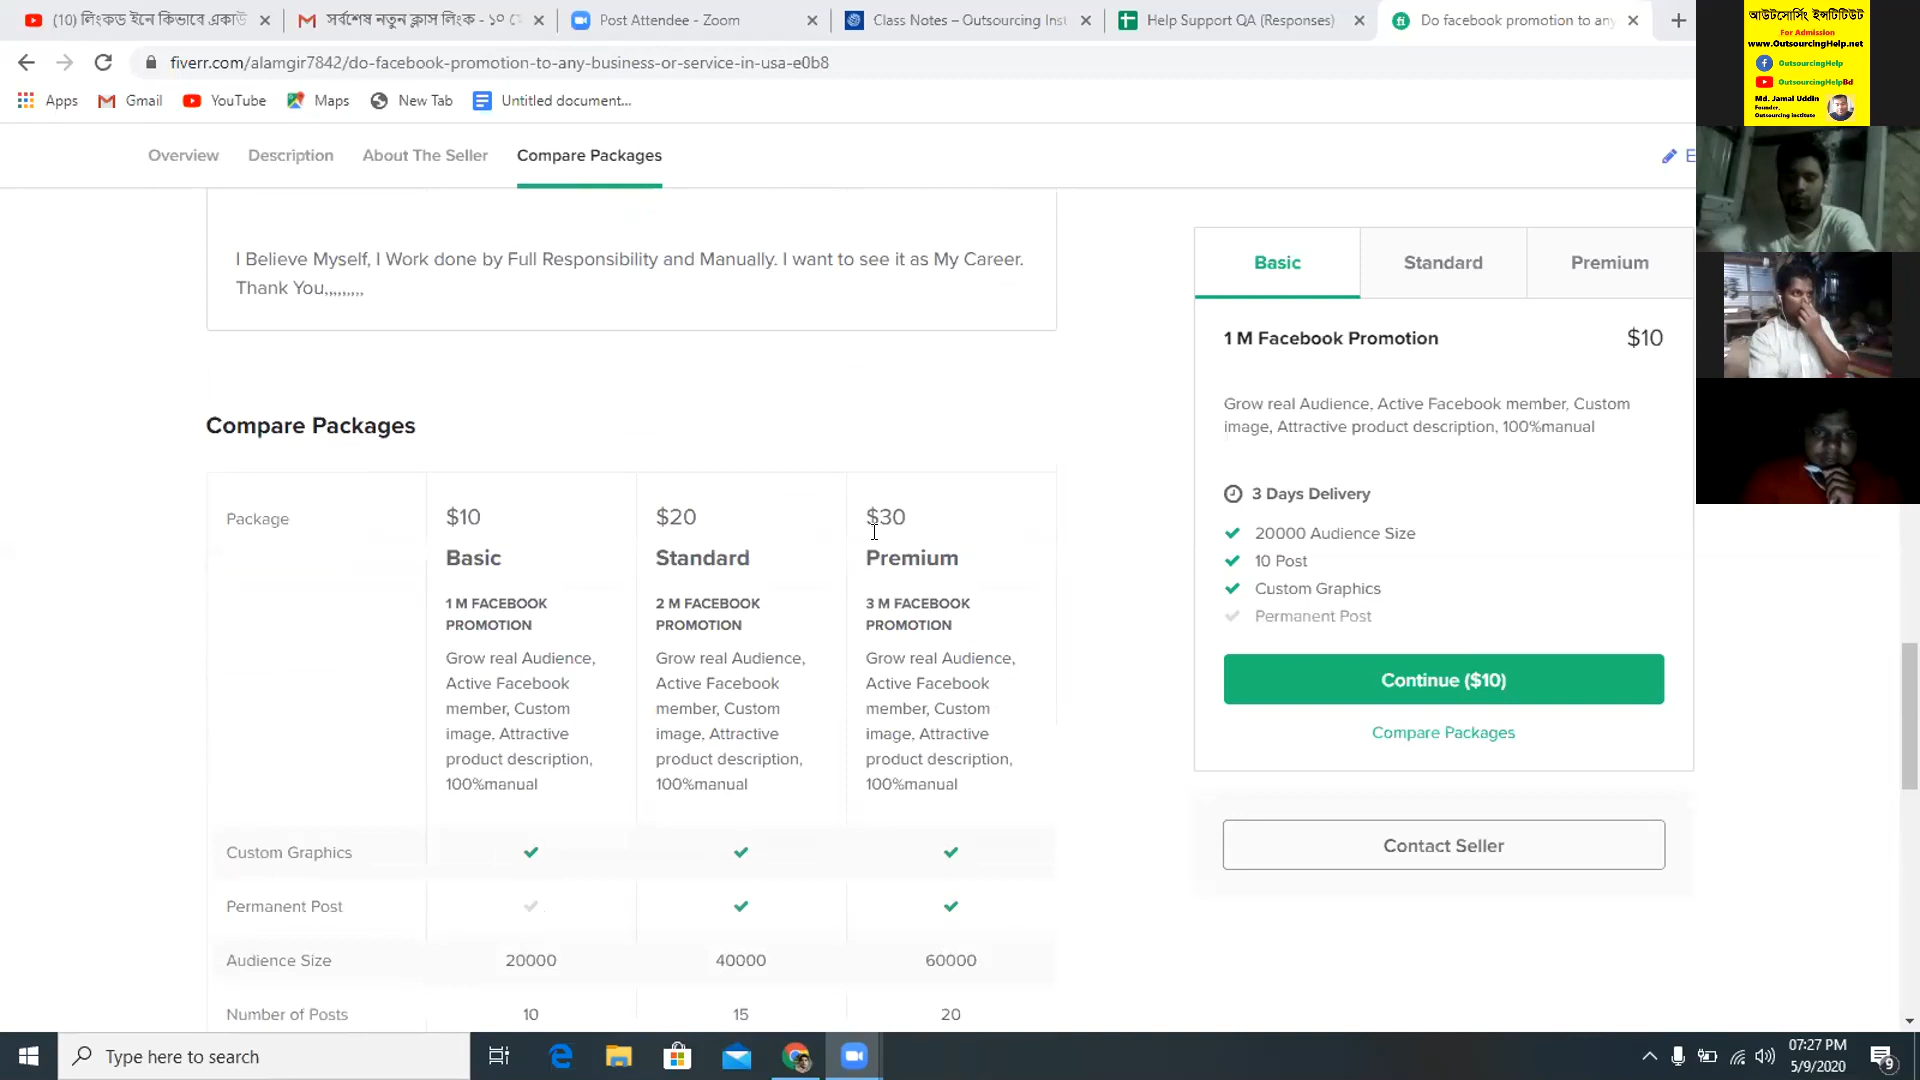 (10) লিংকড ইনে কিভাবে একাউ
সর্বশেষ নতুন ক্লাস লিংক - ১০ মে
Post Attendee - Zoom
Class Notes – Outsourcing Inst
Help Support QA (Responses)
Do facebook promotion to any
fiverr.com/alamgir7842/do-facebook-promotion-to-any-business-or-service-in-usa-e0b8
Apps
Gmail
YouTube
Maps
New Tab
Untitled document...
আউটসোর্সিং ইন্সটিটিউট
For Admission
www.OutsourcingHelp.net
OutsourcingHelp
OutsourcingHelpBd
Md. Jamal Uddin
Founder,
Outsourcing Institute
Overview
Description
About The Seller
Compare Packages
E
I Believe Myself, I Work done by Full Responsibility and Manually. I want to see it as My Career.
Thank You,,,,,,,,,
Compare Packages
Package
$10
Basic
1 M FACEBOOK
PROMOTION
Grow real Audience,
Active Facebook
member, Custom
image, Attractive
product description,
100%manual
$20
Standard
2 M FACEBOOK
PROMOTION
Grow real Audience,
Active Facebook
member, Custom
image, Attractive
product description,
100%manual
$30
Premium
3 M FACEBOOK
PROMOTION
Grow real Audience,
Active Facebook
member, Custom
image, Attractive
product description,
100%manual
Custom Graphics
Permanent Post
Audience Size 20000 40000 60000
Number of Posts 10 15 20
Basic
Standard
Premium
1 M Facebook Promotion $10
Grow real Audience, Active Facebook member, Custom
image, Attractive product description, 100%manual
3 Days Delivery
20000 Audience Size
10 Post
Custom Graphics
Permanent Post
Continue ($10)
Compare Packages
Contact Seller
Type here to search
07:27 PM
5/9/2020
9